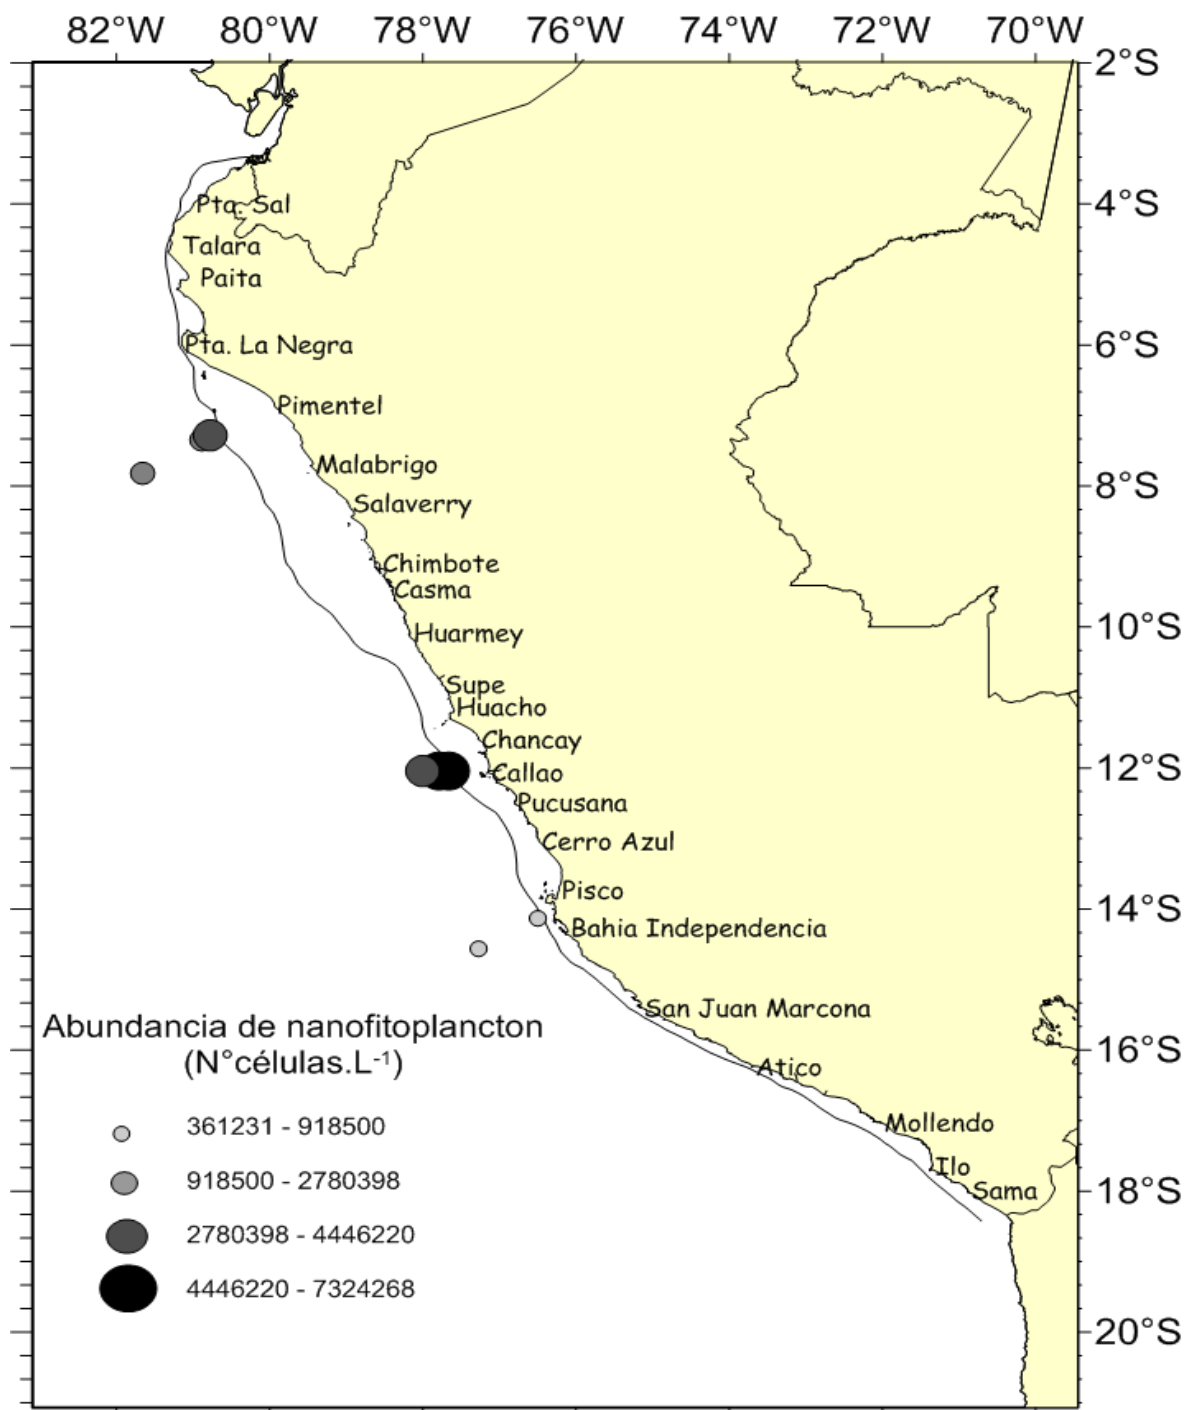 82°W 80°W 78°W 76°W 74°W 72°W 70°W
2°S
4°S
6°S
8°S
10°S
12°S
14°S
16°S
18°S
20°S
Pta. Sal
Talara
Paita
Pta. La Negra
Pimentel
Malabrigo
Salaverry
Chimbote
Casma
Huarmey
Supe
Huacho
Chancay
Callao
Pucusana
Cerro Azul
Pisco
Bahia Independencia
San Juan Marcona
Atico
Mollendo
Ilo
Sama
Abundancia de nanofitoplancton
(N°células.L⁻¹)
361231 - 918500
918500 - 2780398
2780398 - 4446220
4446220 - 7324268